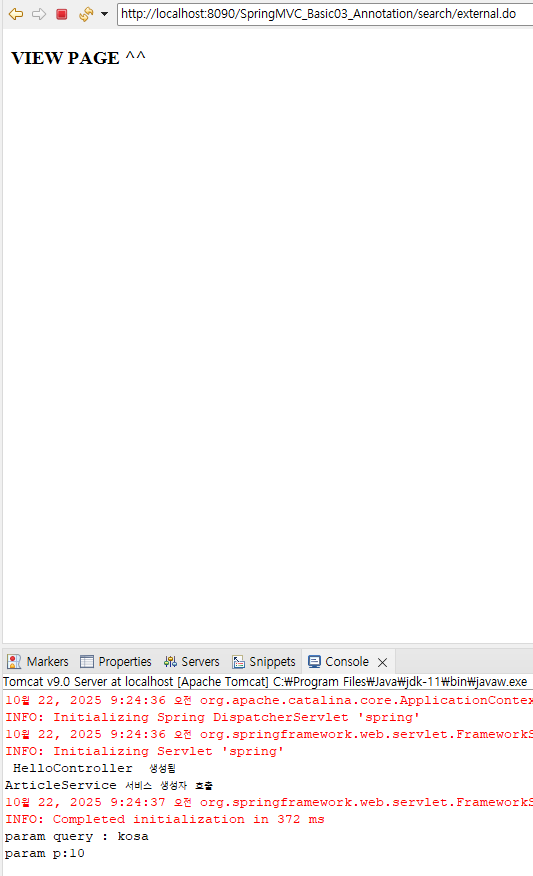 http://localhost:8090/SpringMVC_Basic03_Annotation/search/external.do
VIEW PAGE ^^
Markers Properties Servers Snippets Console
Tomcat v9.0 Server at localhost [Apache Tomcat] C:₩Program Files₩Java₩jdk-11₩bin₩javaw.exe
10월 22, 2025 9:24:36 오전 org.apache.catalina.core.ApplicationContex
INFO: Initializing Spring DispatcherServlet 'spring'
10월 22, 2025 9:24:36 오전 org.springframework.web.servlet.FrameworkS
INFO: Initializing Servlet 'spring'
HelloController 생성됨
ArticleService 서비스 생성자 호출
10월 22, 2025 9:24:37 오전 org.springframework.web.servlet.FrameworkS
INFO: Completed initialization in 372 ms
param query : kosa
param p:10